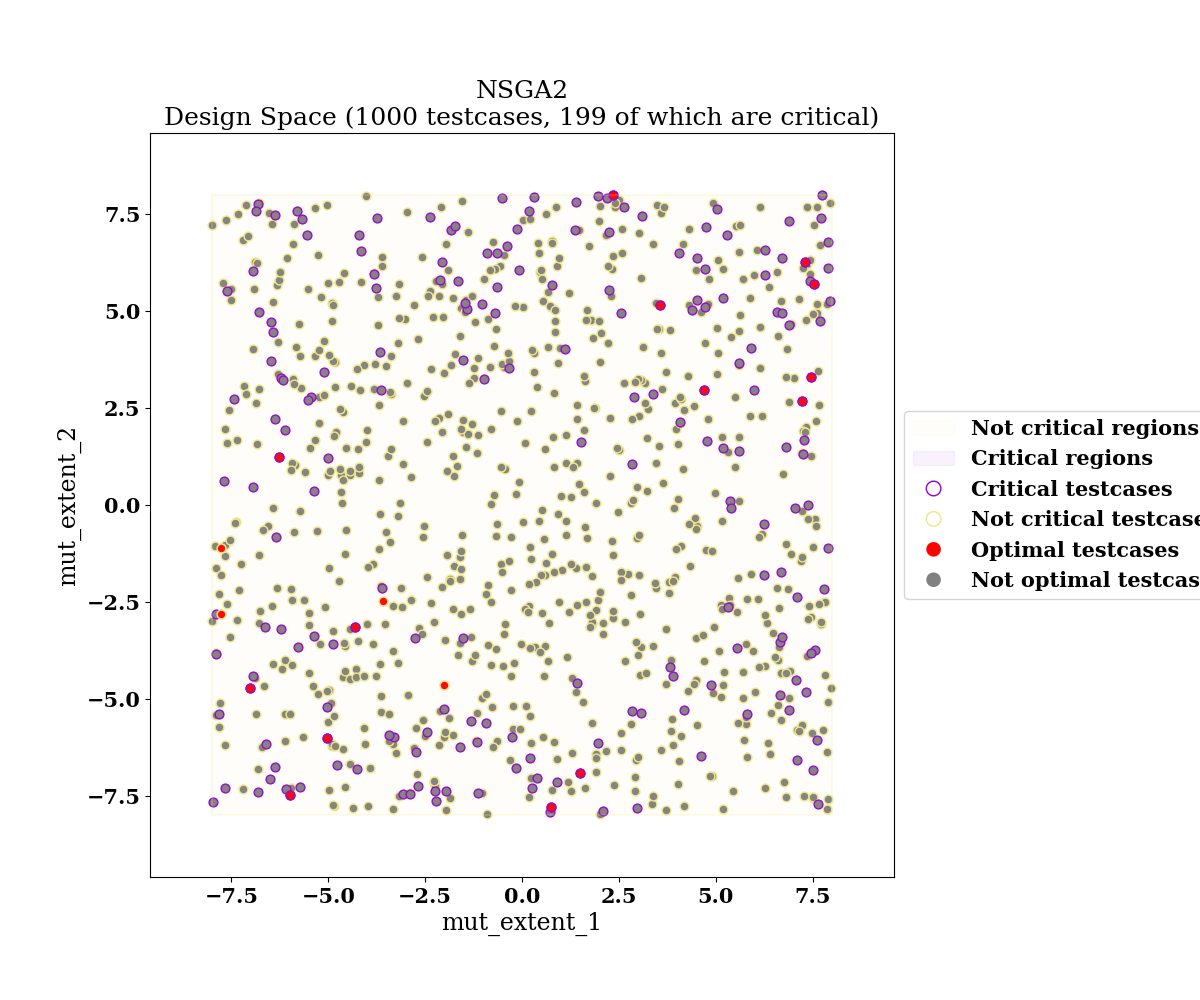 NSGA2
Design Space (1000 testcases, 199 of which are critical)
7.5
5.0
2.5
0.0
−2.5
−5.0
−7.5
mut_extent_2
−7.5 −5.0 −2.5 0.0 2.5 5.0 7.5
mut_extent_1
Not critical regions
Critical regions
Critical testcases
Not critical testcase
Optimal testcases
Not optimal testcas